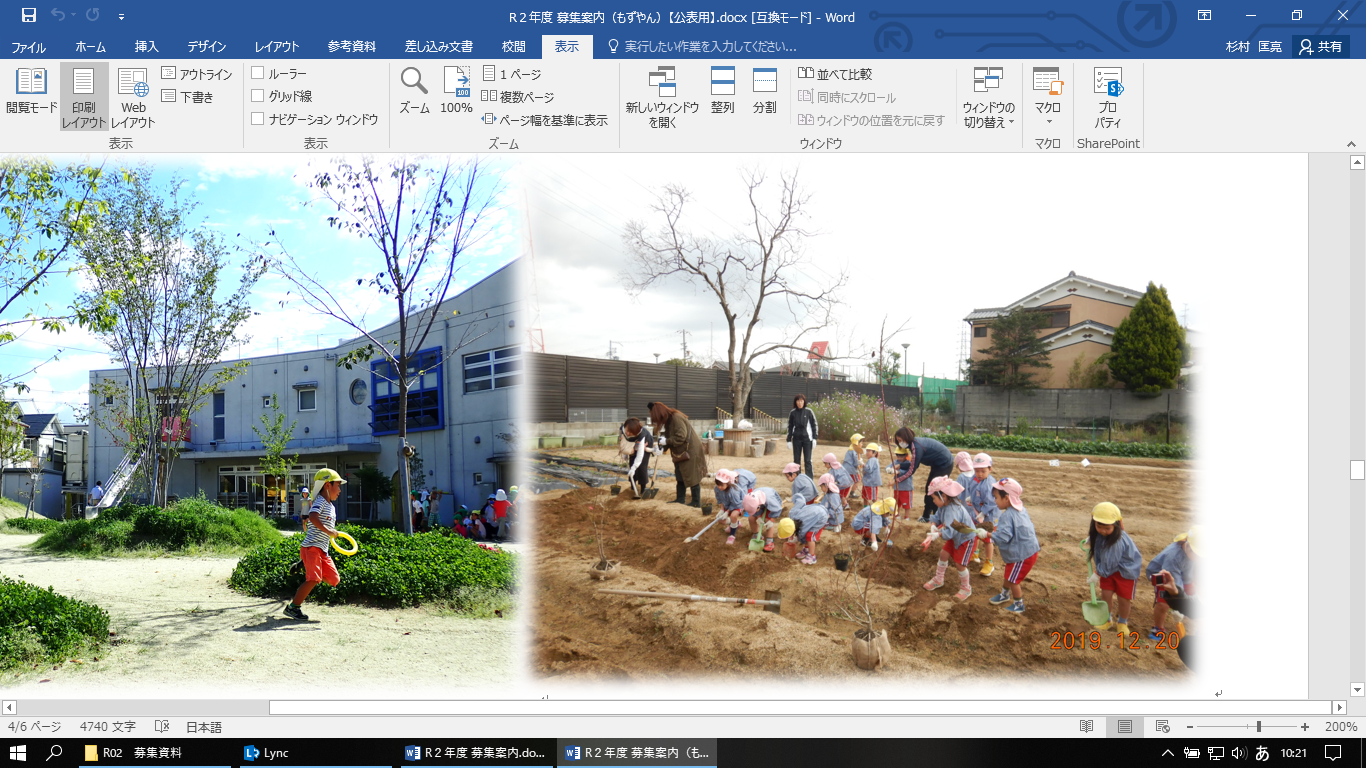 R２年度 募集案内（もずやん）【公表用】.docx [互換モード] - Word
ファイル ホーム 挿入 デザイン レイアウト 参考資料 差し込み文書 校閲 表示 実行したい作業を入力してください... 杉村 匡亮 共有
閲覧モード
印刷
レイアウト
Web
レイアウト
アウトライン
下書き
表示
ルーラー
グリッド線
ナビゲーション ウィンドウ
表示
ズーム
100%
100
1 ページ
複数ページ
ページ幅を基準に表示
ズーム
新しいウィンドウ
を開く
整列
分割
並べて比較
同時にスクロール
ウィンドウの位置を元に戻す
ウィンドウの
切り替え
ウィンドウ
マクロ
マクロ
プロ
パティ
SharePoint
2019.12.20
4/6 ページ 4740 文字 日本語 200%
R02　募集資料 Lync R２年度 募集案内.do... R２年度 募集案内（も... あ 10:21